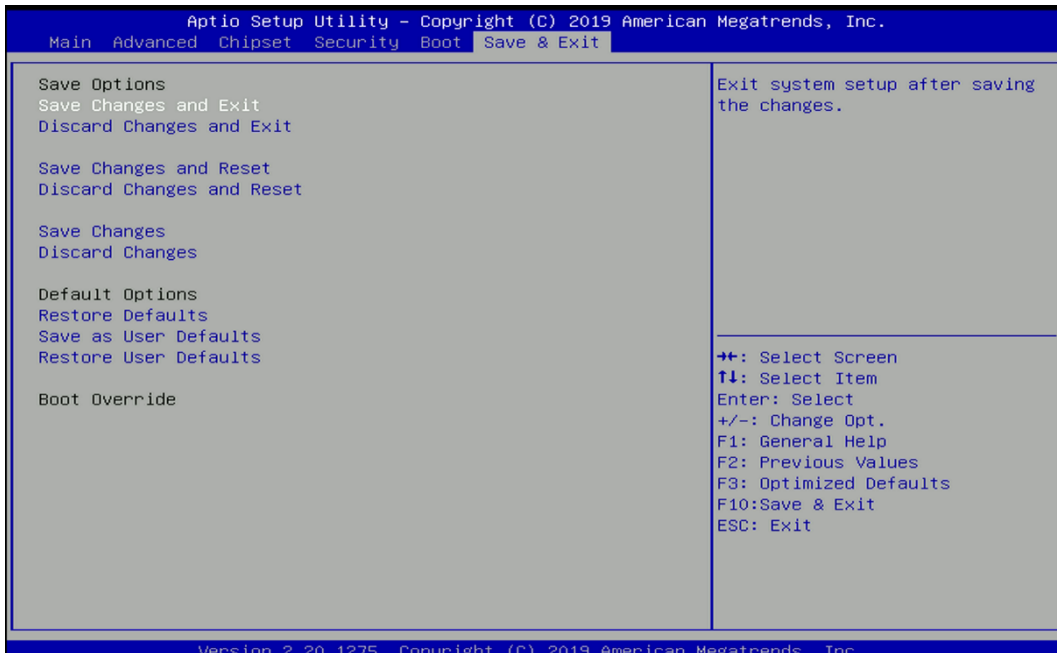 Aptio Setup Utility – Copyright (C) 2019 American Megatrends, Inc.
Main Advanced Chipset Security Boot Save & Exit
Save Options
Save Changes and Exit
Discard Changes and Exit
Save Changes and Reset
Discard Changes and Reset
Save Changes
Discard Changes
Default Options
Restore Defaults
Save as User Defaults
Restore User Defaults
Boot Override
Exit system setup after saving
the changes.
→←: Select Screen
↑↓: Select Item
Enter: Select
+/-: Change Opt.
F1: General Help
F2: Previous Values
F3: Optimized Defaults
F10:Save & Exit
ESC: Exit
Version 2.20.1275. Copyright (C) 2019 American Megatrends, Inc.